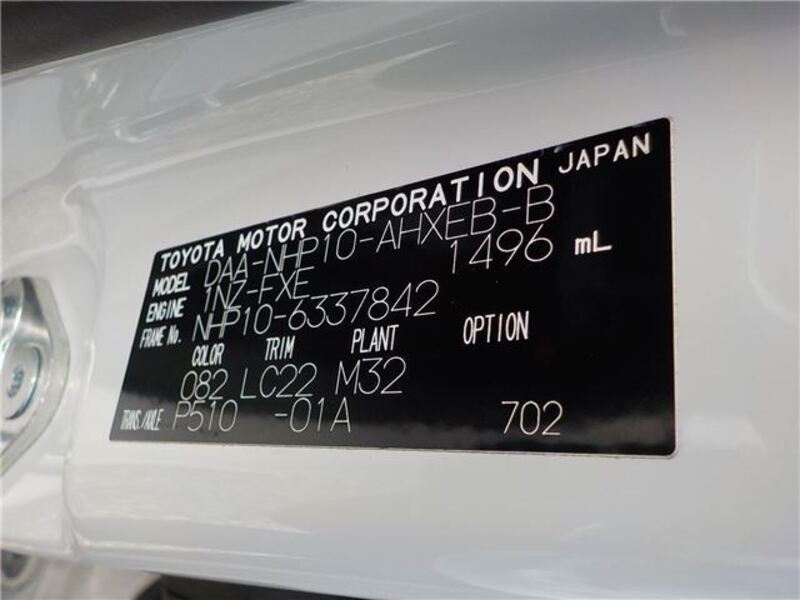 TOYOTA MOTOR CORPORATION JAPAN
MODEL DAA-NHP10-AHXEB-B
ENGINE 1NZ-FXE 1496 mL
FRAME No. NHP10-6337842
COLOR TRIM PLANT OPTION
082 LC22 M32
TRANS./AXLE P510 -01A 702